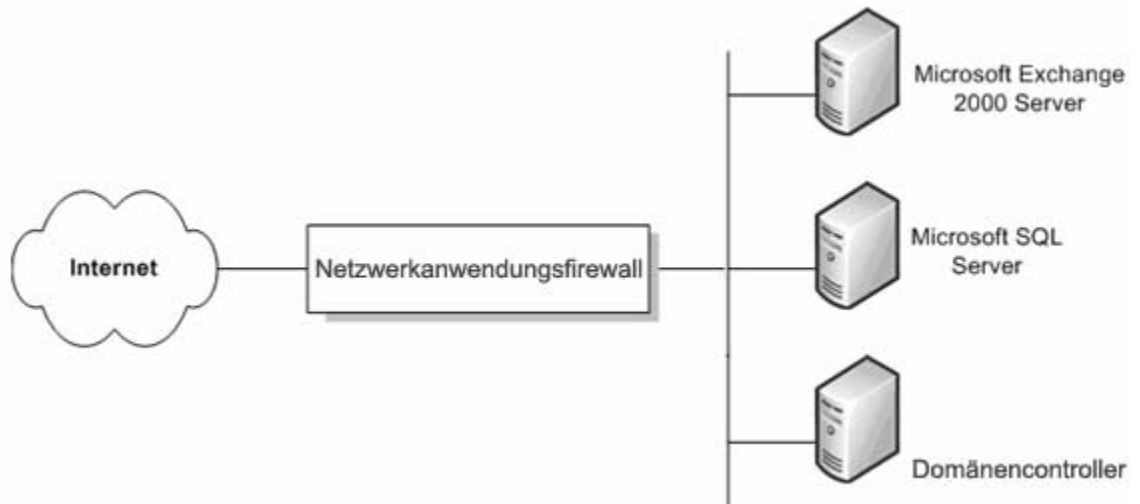 Microsoft Exchange
2000 Server
Internet
Netzwerkanwendungsfirewall
Microsoft SQL
Server
Domänencontroller